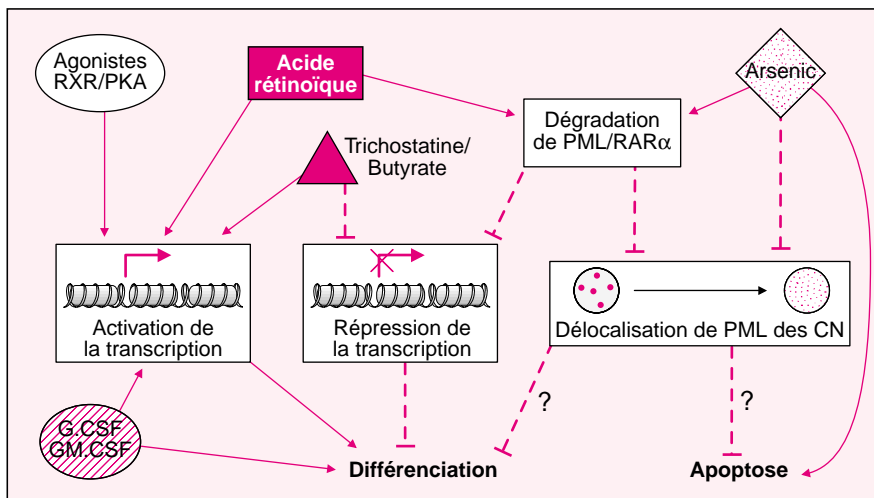 Agonistes
RXR/PKA
Acide
rétinoïque
Arsenic
Trichostatine/
Butyrate
Dégradation
de PML/RARα
Activation de
la transcription
Répression de
la transcription
Délocalisation de PML des CN
?
?
G.CSF
GM.CSF
Différenciation
Apoptose